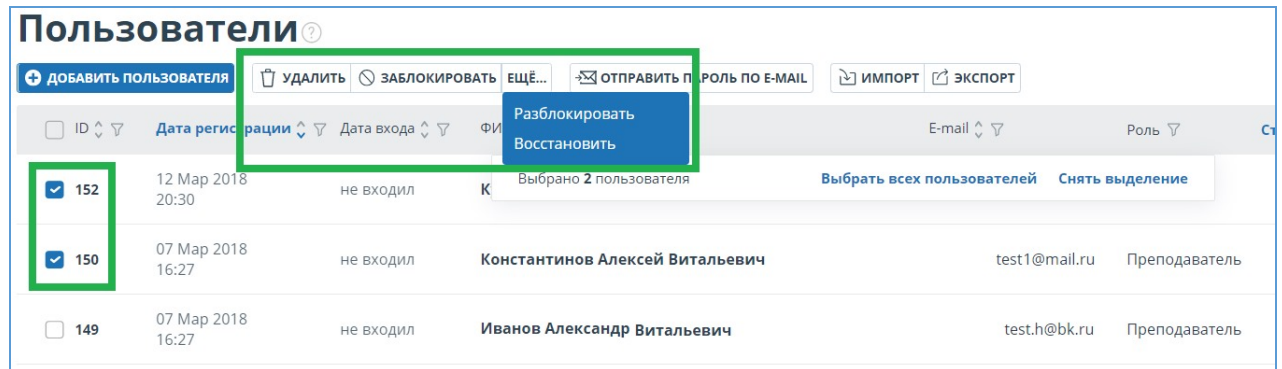 Пользователи ?
ДОБАВИТЬ ПОЛЬЗОВАТЕЛЯ УДАЛИТЬ ЗАБЛОКИРОВАТЬ ЕЩЁ... ОТПРАВИТЬ ПАРОЛЬ ПО E-MAIL ИМПОРТ ЭКСПОРТ
Разблокировать
Восстановить
ID Дата регистрации Дата входа ФИ E-mail Роль Ст
Выбрано 2 пользователя Выбрать всех пользователей Снять выделение
152 12 Мар 2018 не входил К
20:30
150 07 Мар 2018 не входил Константинов Алексей Витальевич test1@mail.ru Преподаватель
16:27
149 07 Мар 2018 не входил Иванов Александр Витальевич test.h@bk.ru Преподаватель
16:27